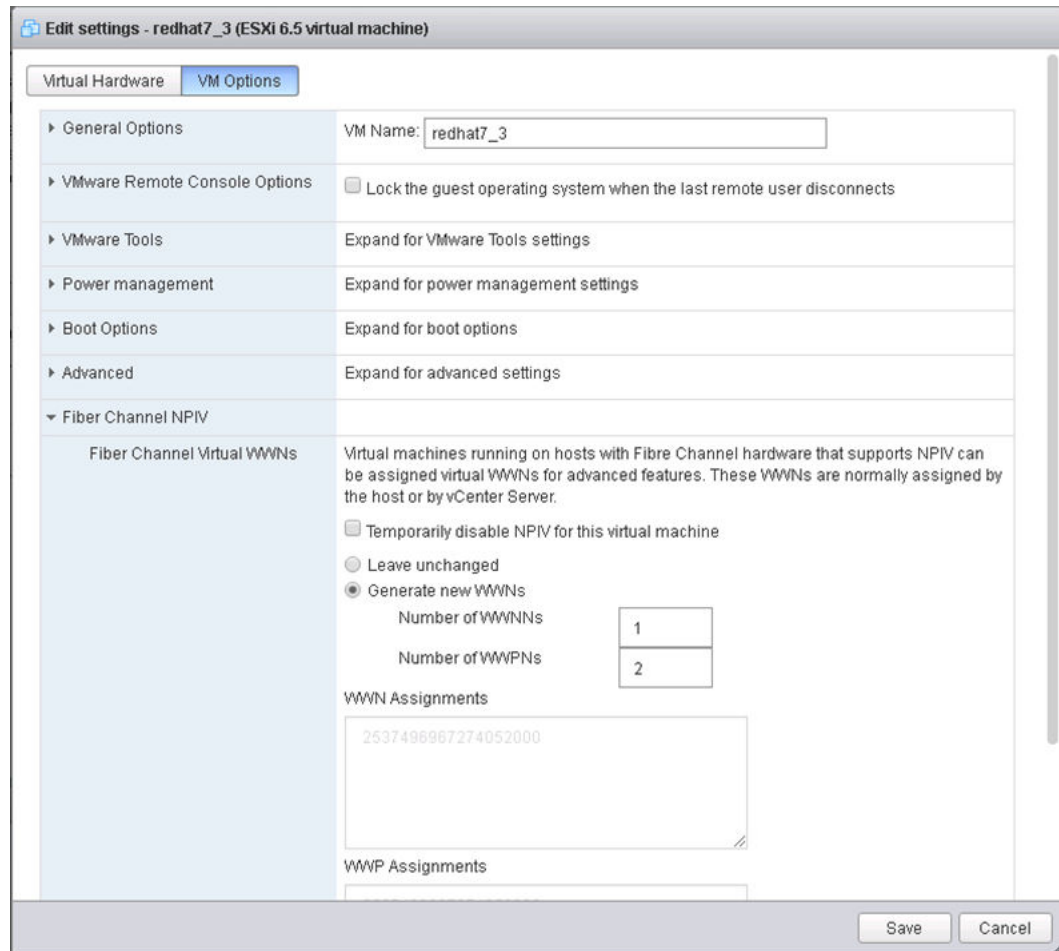 Edit settings - redhat7_3 (ESXi 6.5 virtual machine)
Virtual Hardware
VM Options
General Options
VM Name: redhat7_3
VMware Remote Console Options
Lock the guest operating system when the last remote user disconnects
VMware Tools
Expand for VMware Tools settings
Power management
Expand for power management settings
Boot Options
Expand for boot options
Advanced
Expand for advanced settings
Fiber Channel NPIV
Fiber Channel Virtual WWNs
Virtual machines running on hosts with Fibre Channel hardware that supports NPIV can
be assigned virtual WWNs for advanced features. These WWNs are normally assigned by
the host or by vCenter Server.
Temporarily disable NPIV for this virtual machine
Leave unchanged
Generate new WWNs
Number of WWNNs
1
Number of WWPNs
2
WWN Assignments
2537496967274052000
WWP Assignments
Save
Cancel